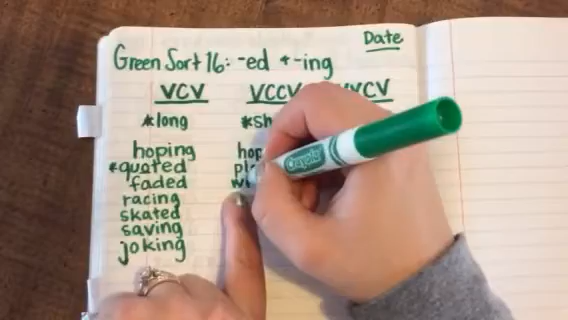 Date
Green Sort 16: -ed + -ing
VCV VCCV VVCV
*long *sh
hoping hop
*quoted pl
faded w
racing
skated
saving
joking
Crayola